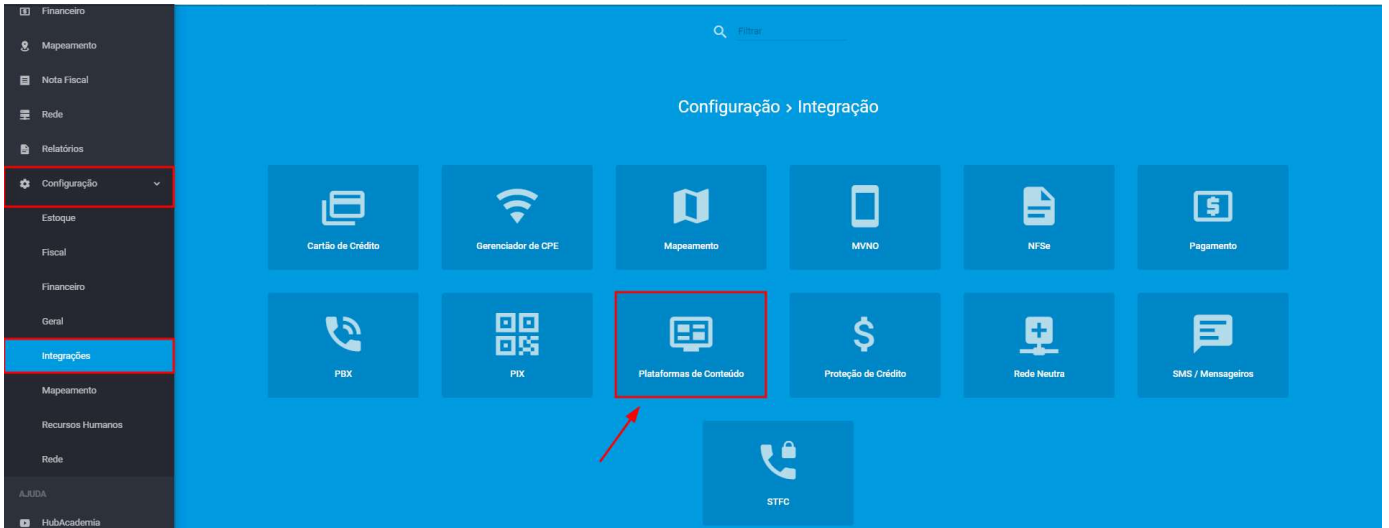 Financeiro
Mapeamento
Nota Fiscal
Rede
Relatórios
Configuração
Estoque
Fiscal
Financeiro
Geral
Integrações
Mapeamento
Recursos Humanos
Rede
AJUDA
HubAcademia
Filtrar
Configuração > Integração
Cartão de Crédito
Gerenciador de CPE
Mapeamento
MVNO
NFSe
Pagamento
PBX
PIX
Plataformas de Conteúdo
Proteção de Crédito
Rede Neutra
SMS / Mensageiros
STFC